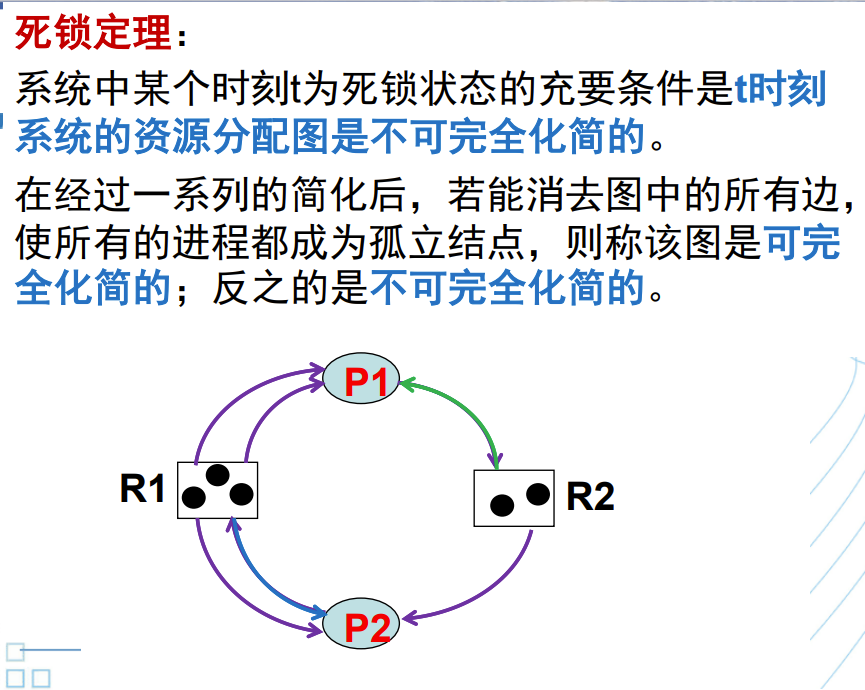 死锁定理：
系统中某个时刻t为死锁状态的充要条件是t时刻
系统的资源分配图是不可完全化简的。
在经过一系列的简化后，若能消去图中的所有边，
使所有的进程都成为孤立结点，则称该图是可完
全化简的；反之的是不可完全化简的。
P1
R1
R2
P2